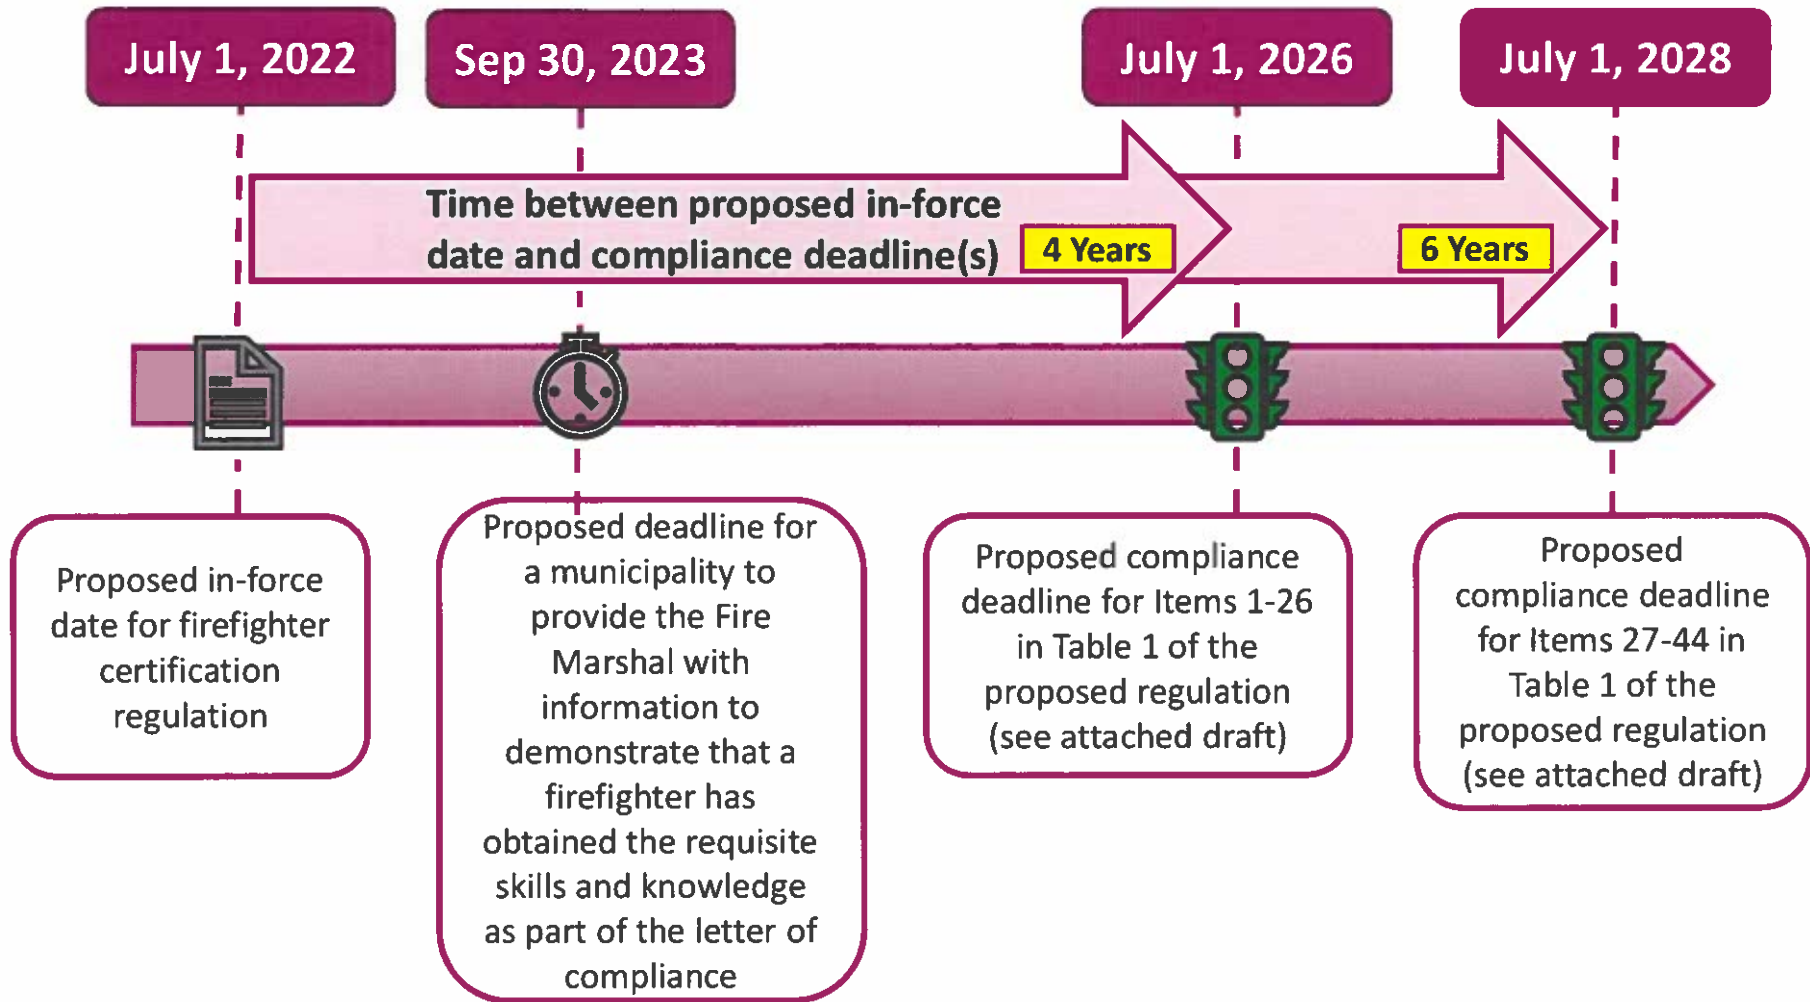 July 1, 2022
Sep 30, 2023
July 1, 2026
July 1, 2028
Time between proposed in-force
date and compliance deadline(s)
4 Years
6 Years
Proposed in-force
date for firefighter
certification
regulation
Proposed deadline for
a municipality to
provide the Fire
Marshal with
information to
demonstrate that a
firefighter has
obtained the requisite
skills and knowledge
as part of the letter of
compliance
Proposed compliance
deadline for Items 1-26
in Table 1 of the
proposed regulation
(see attached draft)
Proposed
compliance deadline
for Items 27-44 in
Table 1 of the
proposed regulation
(see attached draft)